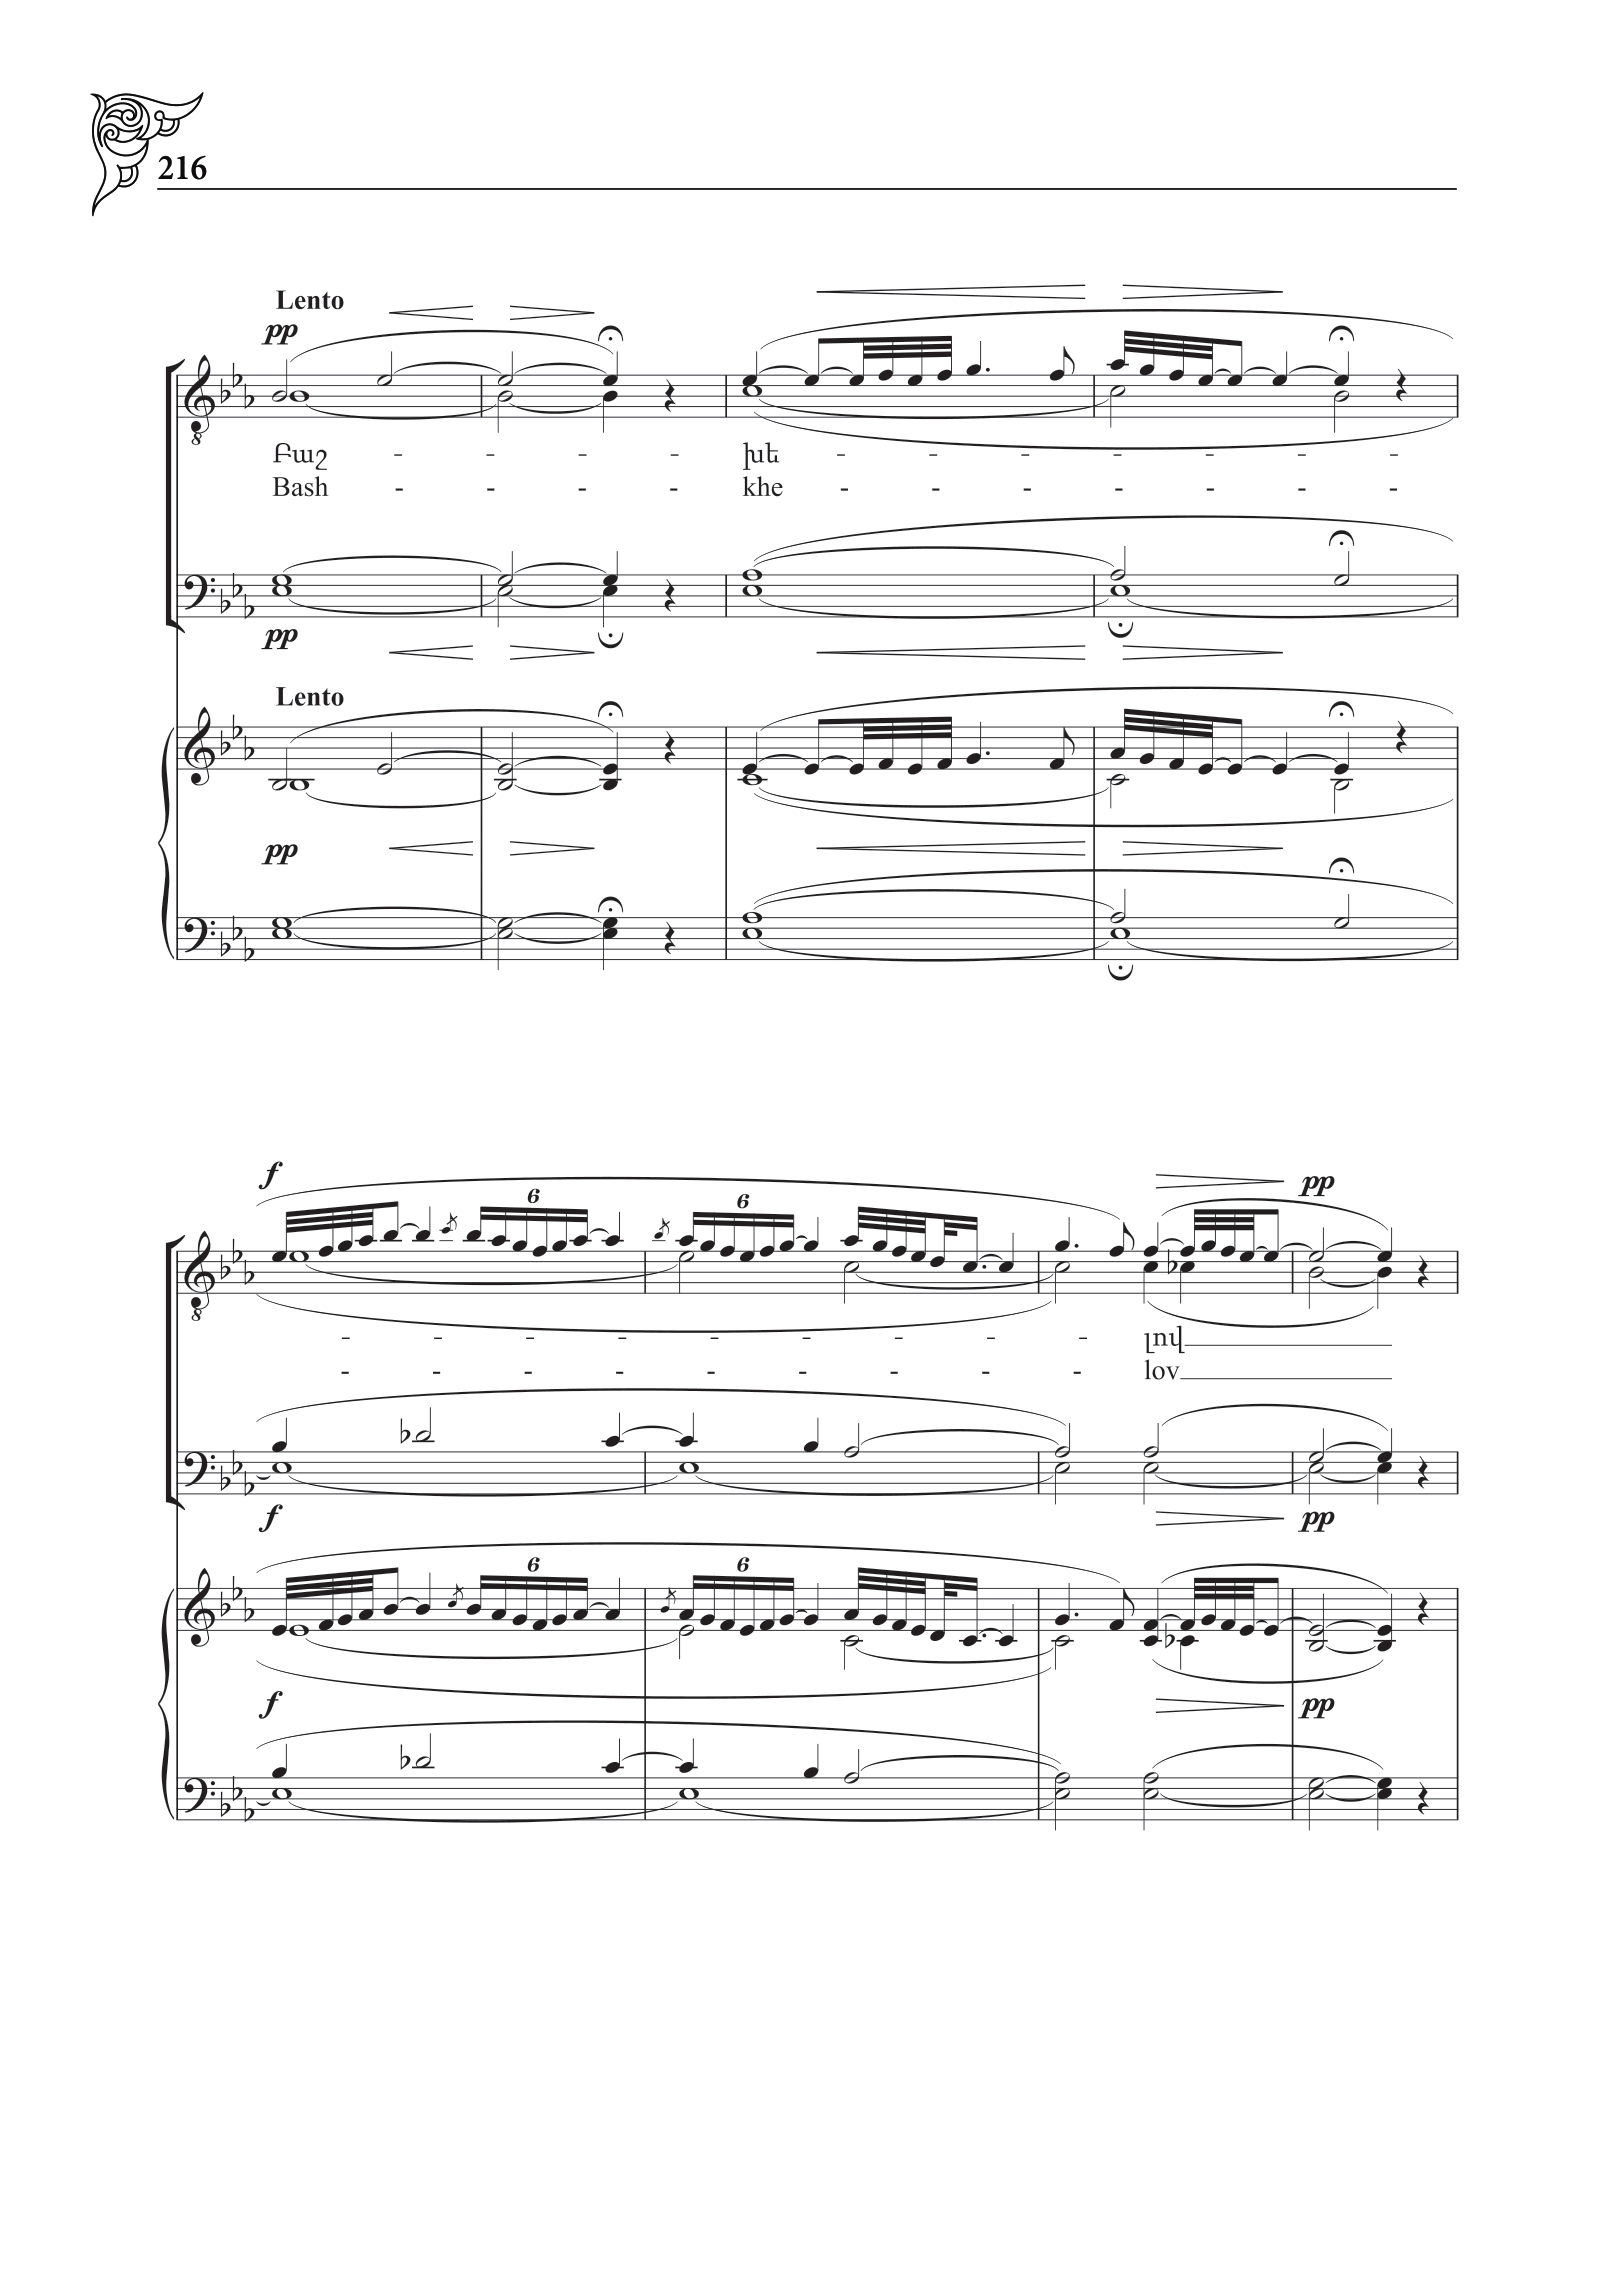 216
Lento
pp
Բաշ - - - - խե - - - - - - -
Bash - - - - khe - - - - - - -
pp
Lento
pp
f
6 6
pp
- - - - - - - - - լով
- - - - - - - - - lov
f
pp
6 6
f
pp